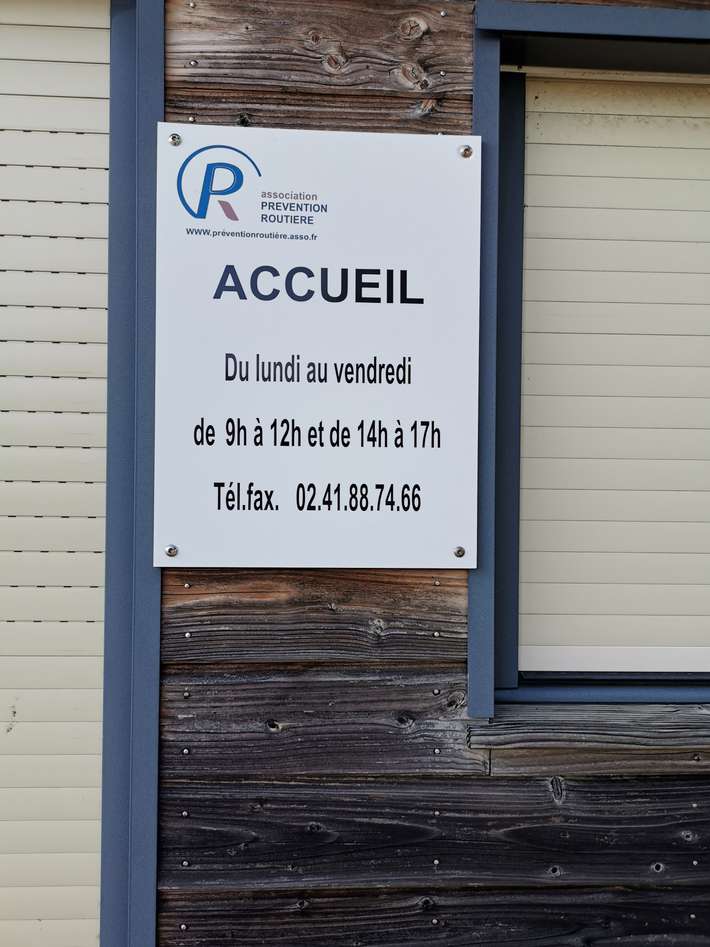 association
PREVENTION
ROUTIERE
WWW.préventionroutière.asso.fr
ACCUEIL
Du lundi au vendredi
de 9h à 12h et de 14h à 17h
Tél.fax. 02.41.88.74.66